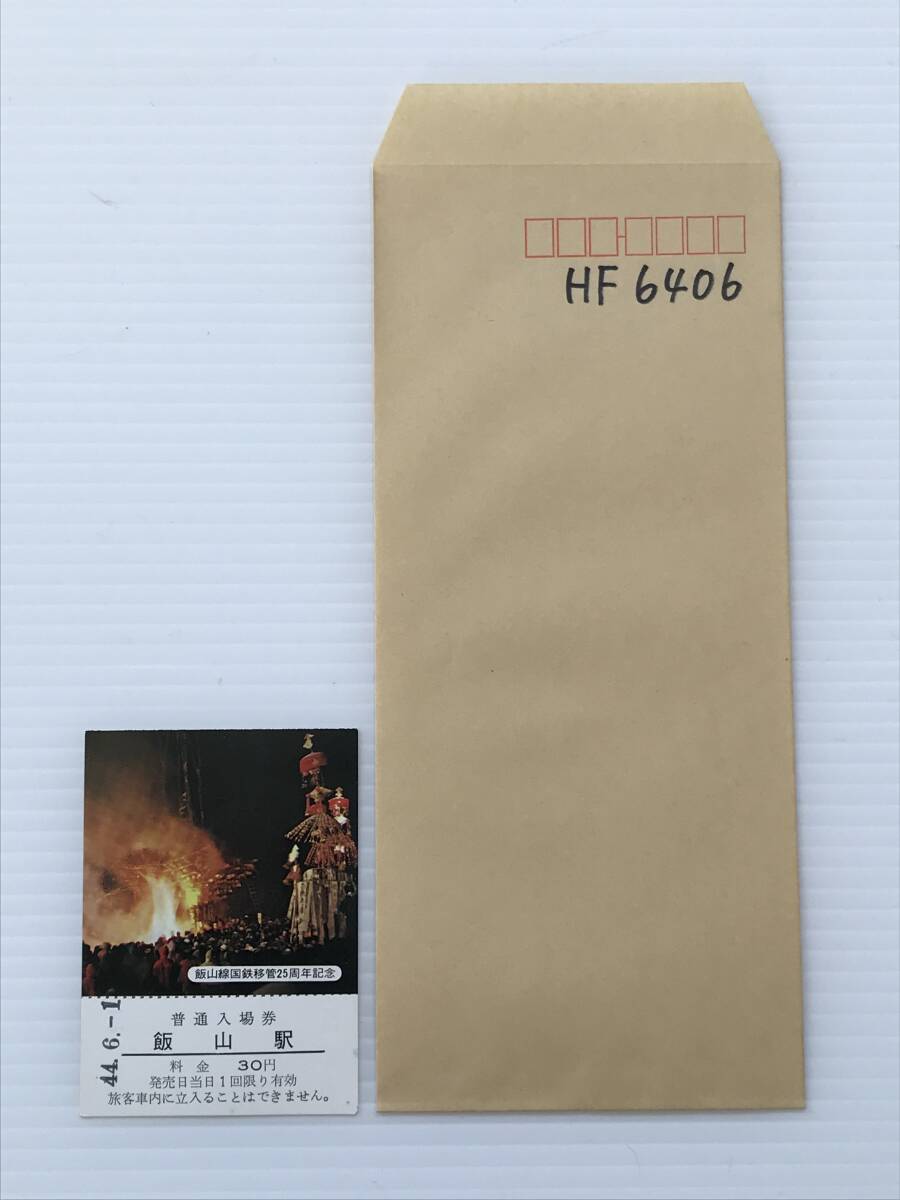 HF 6406
飯山線国鉄移管25周年記念
44.6.-1
普通入場券
飯山駅
料金 30円
発売日当日1回限り有効
旅客車内に立入ることはできません。